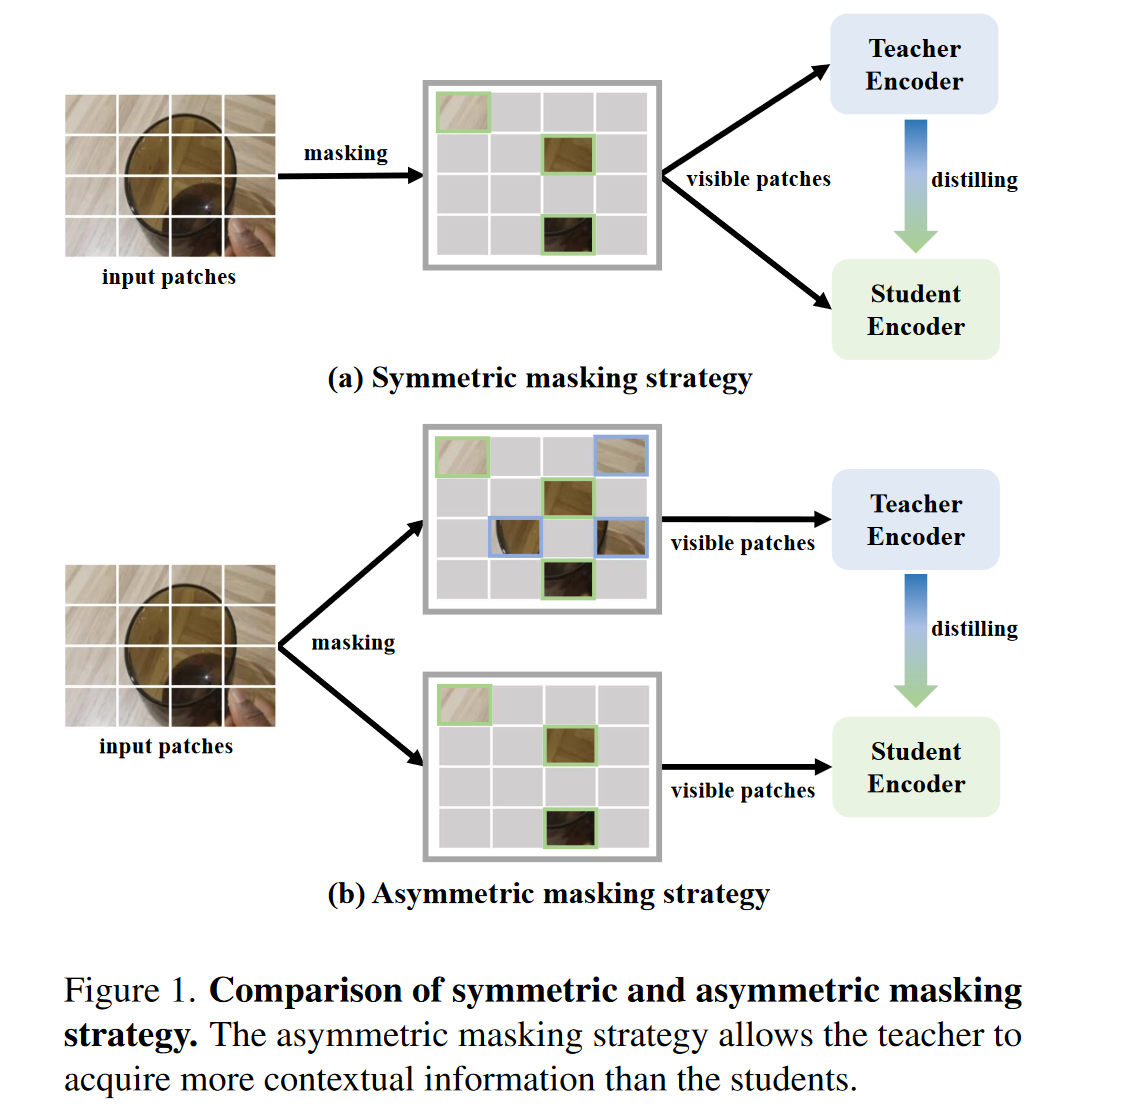 Teacher
Encoder
masking
visible patches
distilling
input patches
Student
Encoder
(a) Symmetric masking strategy
Teacher
Encoder
visible patches
masking
distilling
input patches
Student
Encoder
visible patches
(b) Asymmetric masking strategy
Figure 1. Comparison of symmetric and asymmetric masking
strategy. The asymmetric masking strategy allows the teacher to
acquire more contextual information than the students.